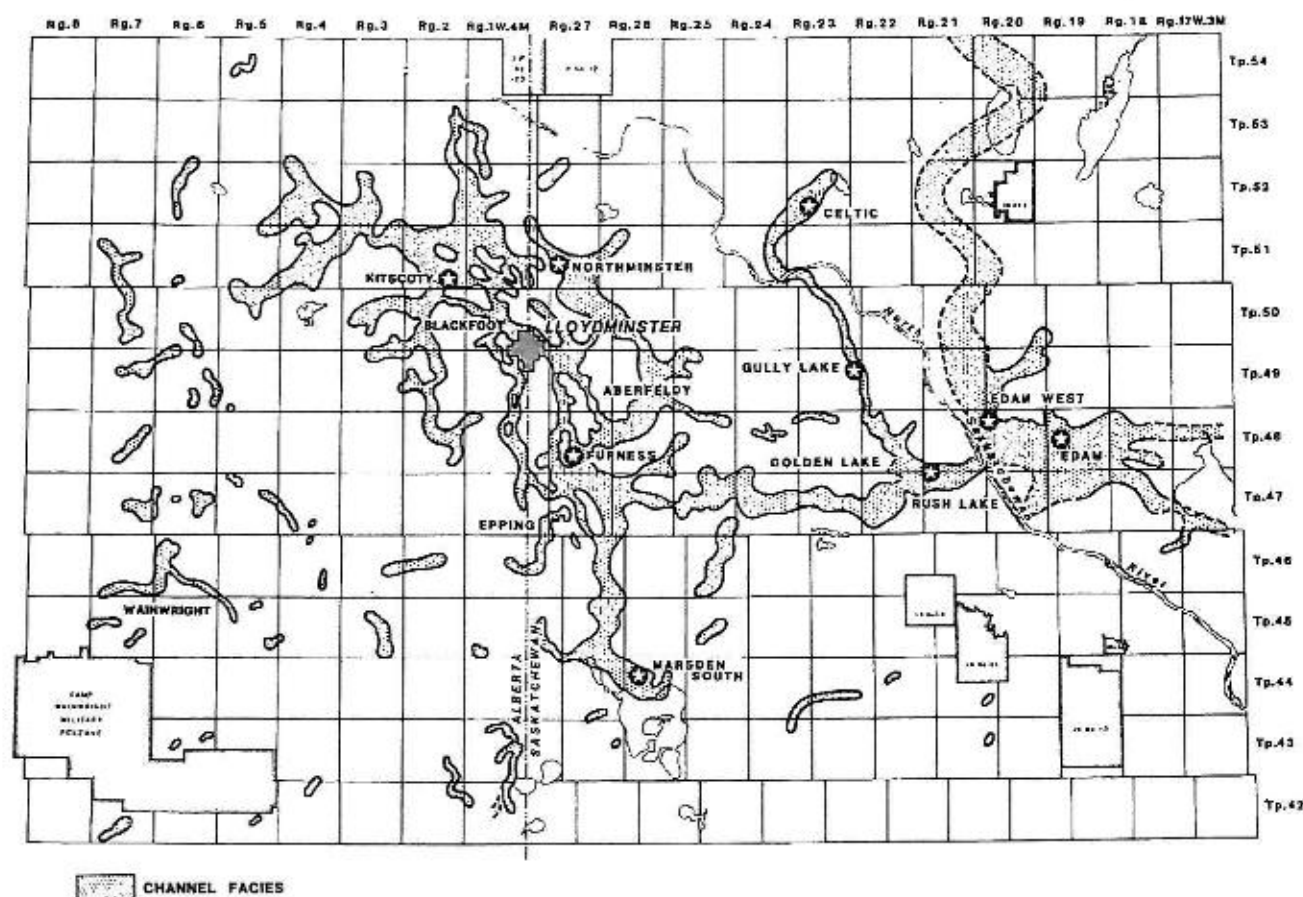 Rg.8 Rg.7 Rg.6 Rg.5 Rg.4 Rg.3 Rg.2 Rg.1W.4M Rg.27 Rg.26 Rg.25 Rg.24 Rg.23 Rg.22 Rg.21 Rg.20 Rg.19 Rg.18 Rg.17W.3M
Tp.54
Tp.53
Tp.52
CELTIC
Tp.51
KITSCOTY
NORTHMINSTER
North
Tp.50
BLACKFOOT
LLOYDMINSTER
GULLY LAKE
Tp.49
ABERFELDY
EDAM WEST
Saskatchewan
Tp.48
FURNESS
GOLDEN LAKE
EDAM
RUSH LAKE
Tp.47
EPPING
Tp.46
River
WAINWRIGHT
Tp.45
ALBERTA
SASKATCHEWAN
MARSDEN
SOUTH
Tp.44
CAMP
WAINWRIGHT
MILITARY
Tp.43
Tp.42
CHANNEL FACIES